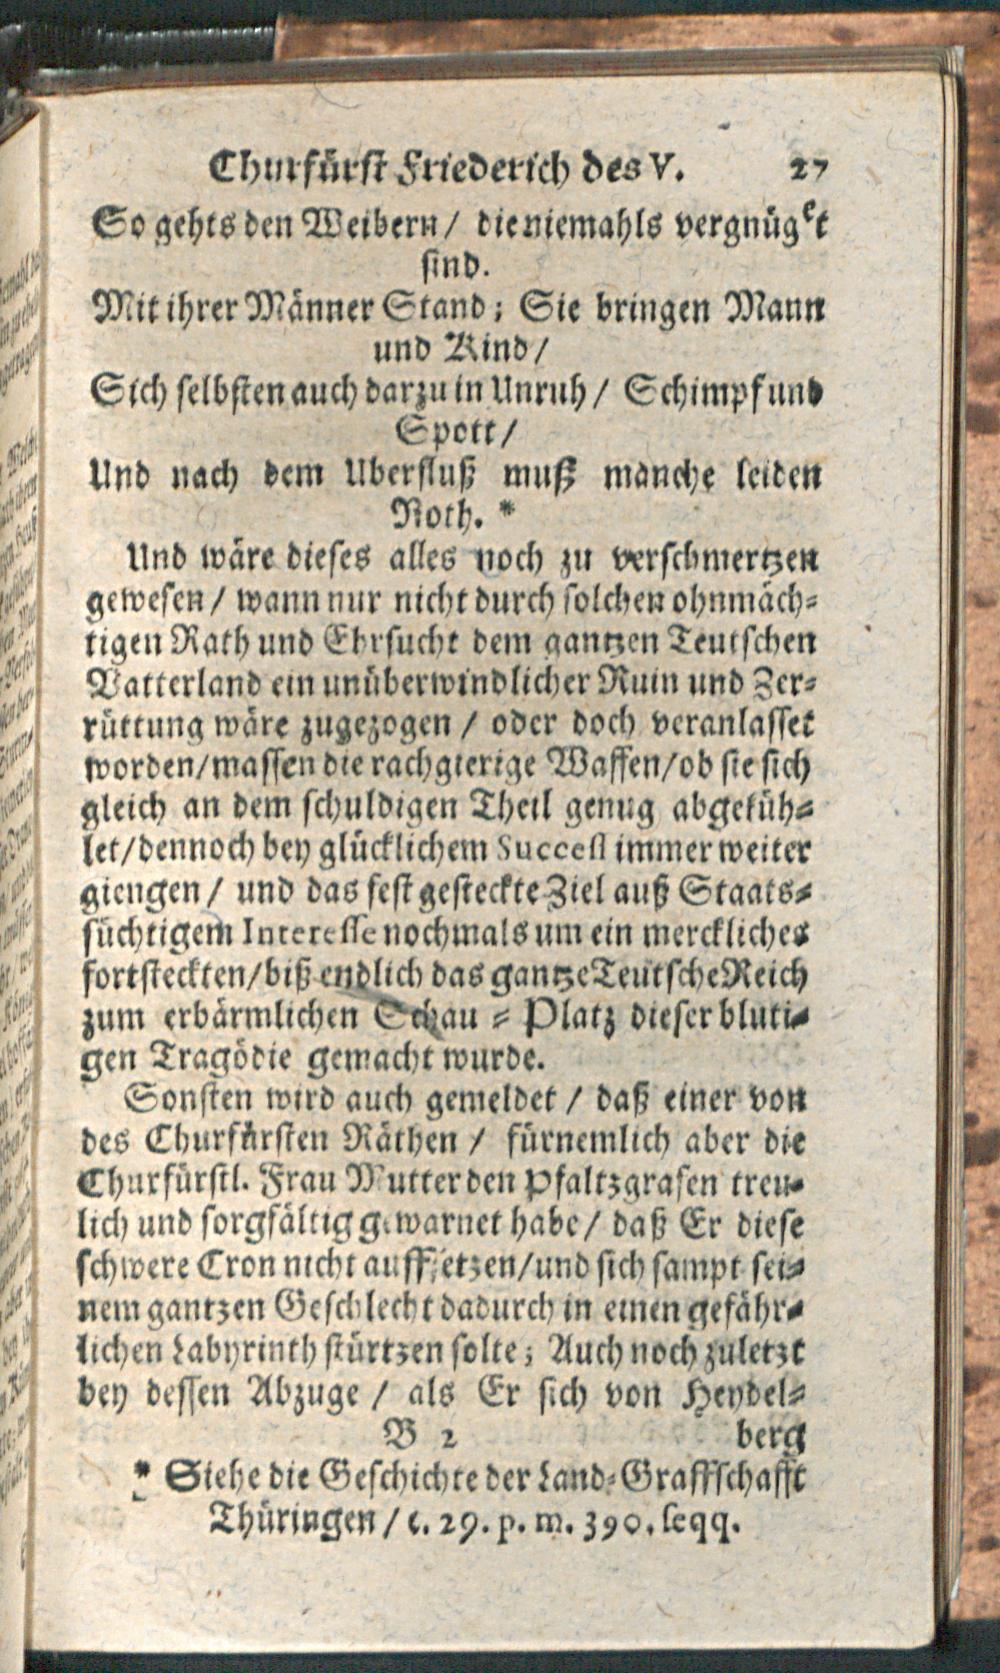 Churfürst Friederich des V. 27
So gehts den Weibern / die niemahls vergnüget
sind.
Mit ihrer Männer Stand; Sie bringen Mann
und Kind /
Sich selbsten auch darzu in Unruh / Schimpf und
Spott /
Und nach dem Uberfluß muß manche leiden
Noth. *
Und wäre dieses alles noch zu verschmertzen
gewesen / wann nur nicht durch solchen ohnmäch-
tigen Rath und Ehrsucht dem gantzen Teutschen
Vatterland ein unüberwindlicher Ruin und Zer-
rüttung wäre zugezogen / oder doch veranlasset
worden / massen die rachgierige Waffen / ob sie sich
gleich an dem schuldigen Theil genug abgeküh-
let / dennoch bey glücklichem Success immer weiter
giengen / und das fest gesteckte Ziel auß Staats-
süchtigem Interesse nochmals um ein merckliches
fortsteckten / biß endlich das gantze Teutsche Reich
zum erbärmlichen Schau - Platz dieser bluti-
gen Tragödie gemacht wurde.
Sonsten wird auch gemeldet / daß einer von
des Churfürsten Räthen / fürnemlich aber die
Churfürstl. Frau Mutter den Pfaltzgrafen treu-
lich und sorgfältig gewarnet habe / daß Er diese
schwere Cron nicht auffsetzen / und sich sampt sei-
nem gantzen Geschlecht dadurch in einen gefähr-
lichen Labyrinth stürtzen solte; Auch noch zuletzt
bey dessen Abzuge / als Er sich von Heydel-
B 2 berg
* Siehe die Geschichte der Land-Graffschafft
Thüringen / c. 29. p. m. 390. seqq.